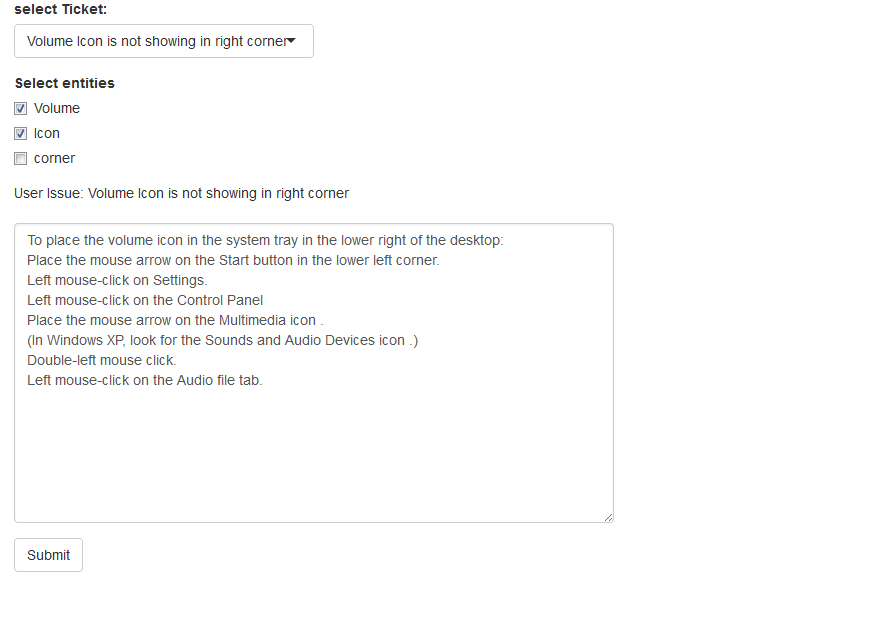 select Ticket:
Volume Icon is not showing in right corner
Select entities
Volume
Icon
corner
User Issue: Volume Icon is not showing in right corner
To place the volume icon in the system tray in the lower right of the desktop:
Place the mouse arrow on the Start button in the lower left corner.
Left mouse-click on Settings.
Left mouse-click on the Control Panel
Place the mouse arrow on the Multimedia icon .
(In Windows XP, look for the Sounds and Audio Devices icon .)
Double-left mouse click.
Left mouse-click on the Audio file tab.
Submit